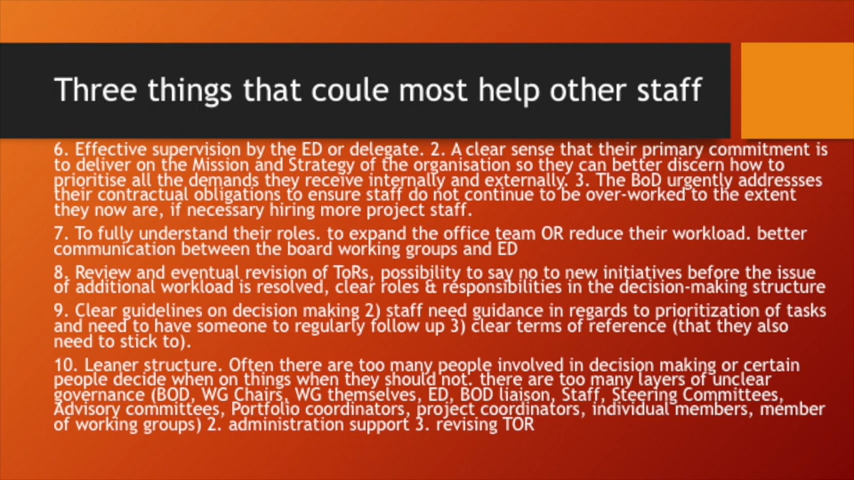 Three things that coule most help other staff
6. Effective supervision by the ED or delegate. 2. A clear sense that their primary commitment is
to deliver on the Mission and Strategy of the organisation so they can better discern how to
prioritise all the demands they receive internally and externally. 3. The BoD urgently addressses
their contractual obligations to ensure staff do not continue to be over-worked to the extent
they now are, if necessary hiring more project staff.
7. To fully understand their roles. to expand the office team OR reduce their workload. better
communication between the board working groups and ED
8. Review and eventual revision of ToRs, possibility to say no to new initiatives before the issue
of additional workload is resolved, clear roles & responsibilities in the decision-making structure
9. Clear guidelines on decision making 2) staff need guidance in regards to prioritization of tasks
and need to have someone to regularly follow up 3) clear terms of reference (that they also
need to stick to).
10. Leaner structure. Often there are too many people involved in decision making or certain
people decide when on things when they should not. there are too many layers of unclear
governance (BOD, WG Chairs, WG themselves, ED, BOD liaison, Staff, Steering Committees,
Advisory committees, Portfolio coordinators, project coordinators, individual members, member
of working groups) 2. administration support 3. revising TOR